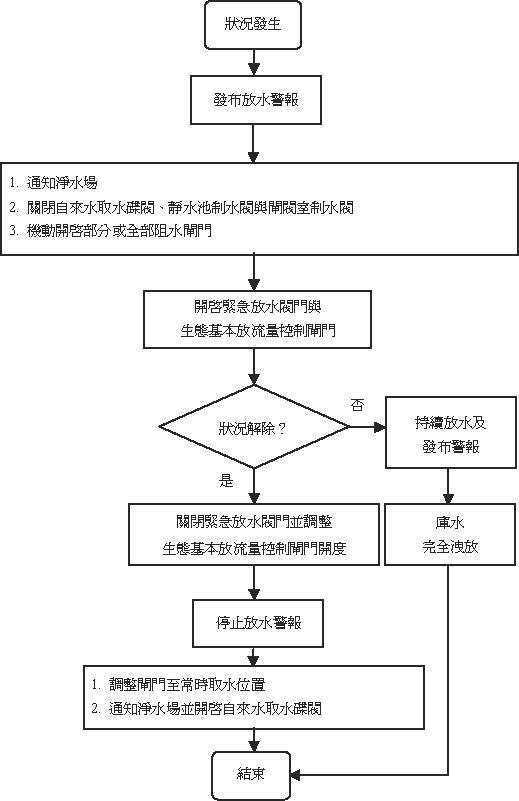 狀況發生
發布放水警報
1. 通知淨水場
2. 關閉自來水取水碟閥、靜水池制水閥與閘閥室制水閥
3. 機動開啓部分或全部阻水閘門
開啓緊急放水閥門與
生態基本放流量控制閘門
狀況解除？
否
持續放水及
發布警報
是
關閉緊急放水閥門並調整
生態基本放流量控制閘門開度
庫水
完全洩放
停止放水警報
1. 調整閘門至常時取水位置
2. 通知淨水場並開啓自來水取水碟閥
結束